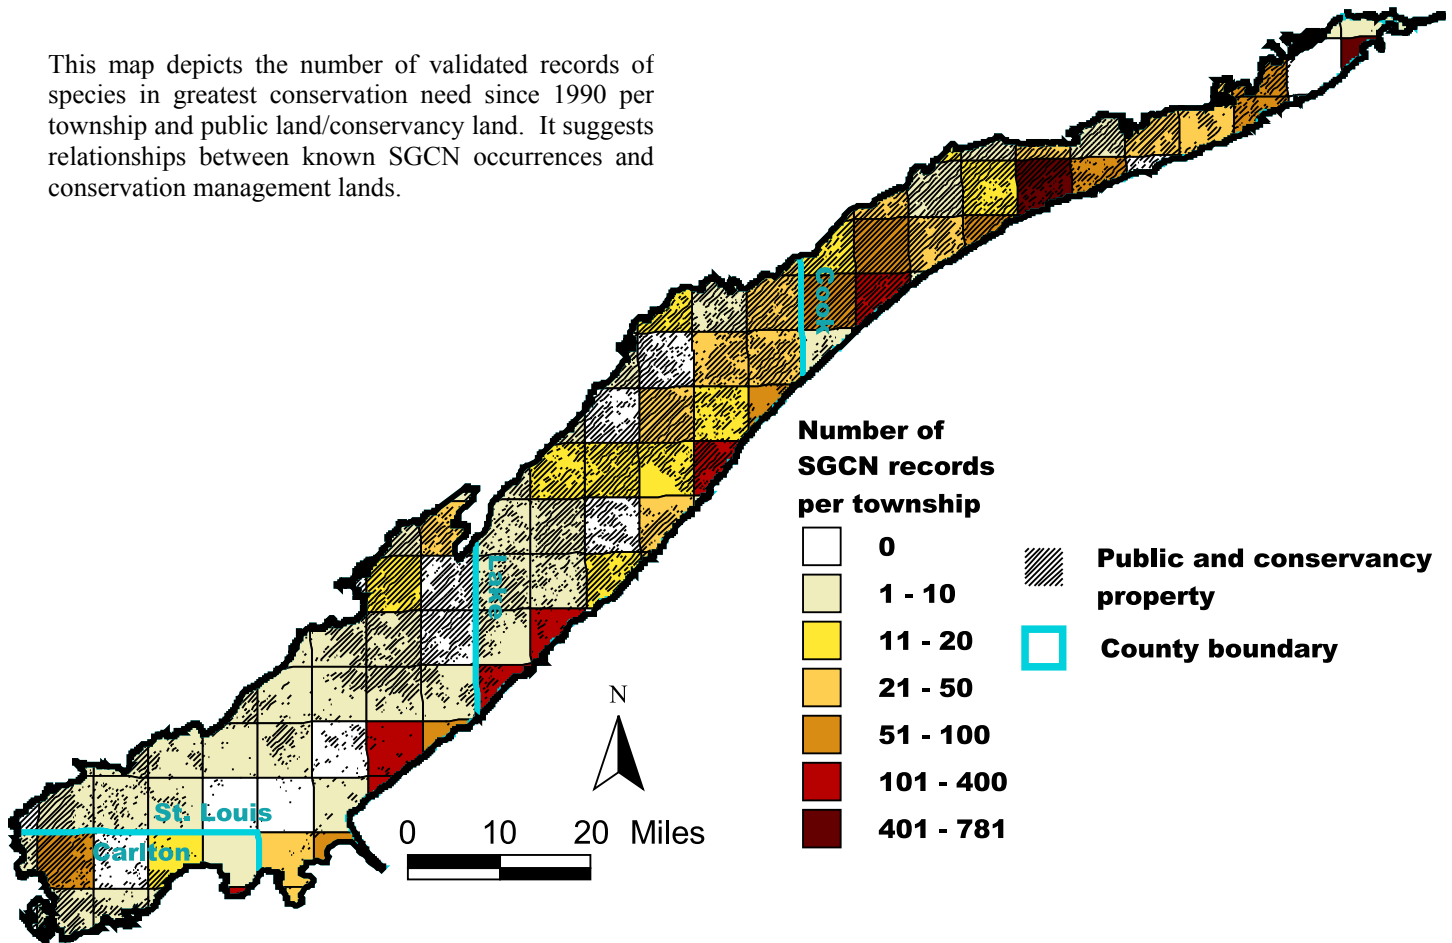 This map depicts the number of validated records of
species in greatest conservation need since 1990 per
township and public land/conservancy land.  It suggests
relationships between known SGCN occurrences and
conservation management lands.
Cook
Lake
St. Louis
Carlton
N
0 10 20 Miles
Number of
SGCN records
per township
0
1 - 10
11 - 20
21 - 50
51 - 100
101 - 400
401 - 781
Public and conservancy
property
County boundary